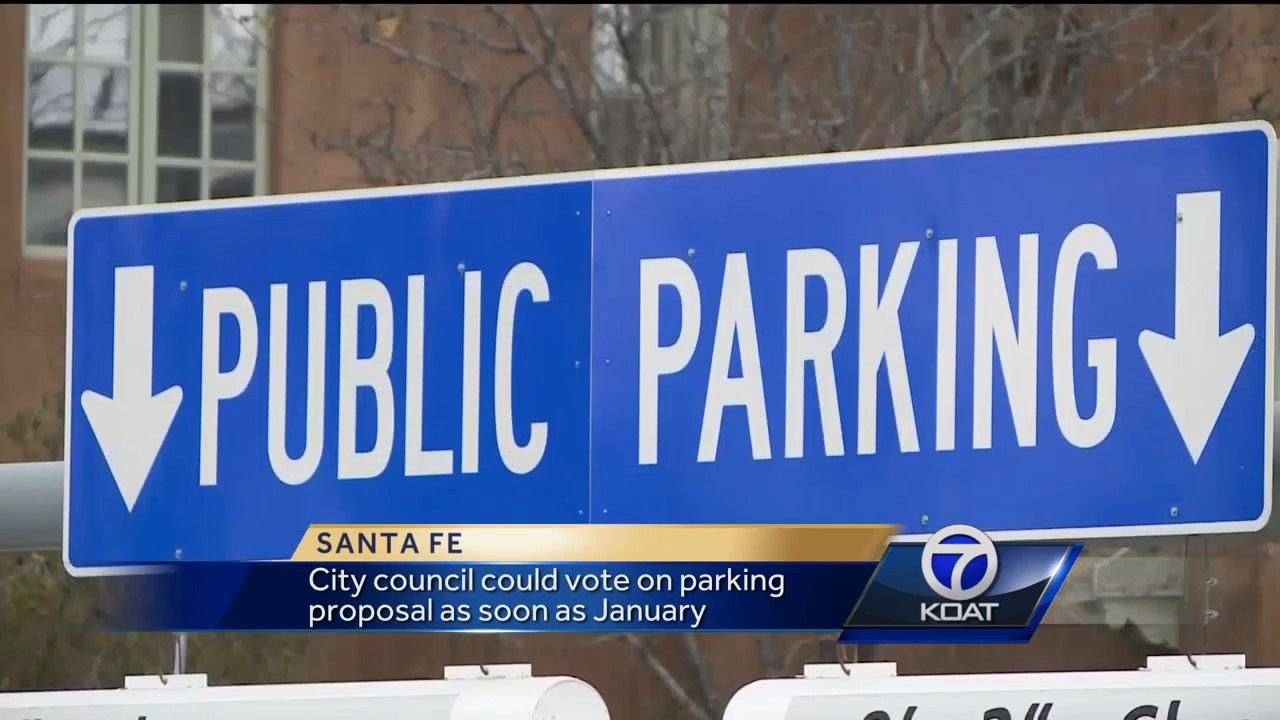 PUBLIC PARKING
SANTA FE
City council could vote on parking
proposal as soon as January
7
KOAT